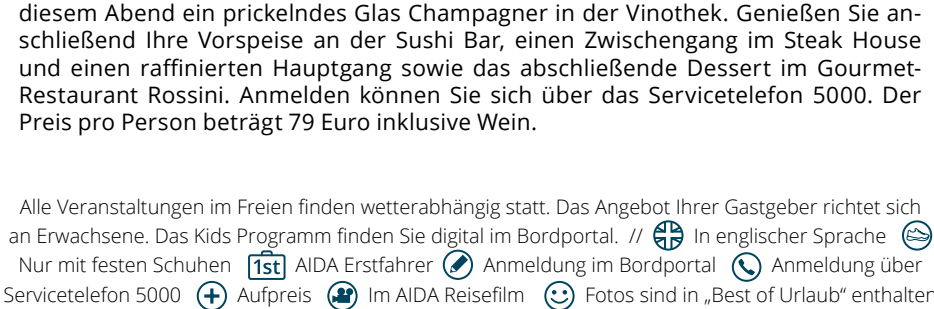 diesem Abend ein prickelndes Glas Champagner in der Vinothek. Genießen Sie an-
schließend Ihre Vorspeise an der Sushi Bar, einen Zwischengang im Steak House
und einen raffinierten Hauptgang sowie das abschließende Dessert im Gourmet-
Restaurant Rossini. Anmelden können Sie sich über das Servicetelefon 5000. Der
Preis pro Person beträgt 79 Euro inklusive Wein.
Alle Veranstaltungen im Freien finden wetterabhängig statt. Das Angebot Ihrer Gastgeber richtet sich
an Erwachsene. Das Kids Programm finden Sie digital im Bordportal. // In englischer Sprache
Nur mit festen Schuhen 1st AIDA Erstfahrer Anmeldung im Bordportal Anmeldung über
Servicetelefon 5000 Aufpreis Im AIDA Reisefilm Fotos sind in „Best of Urlaub“ enthalten